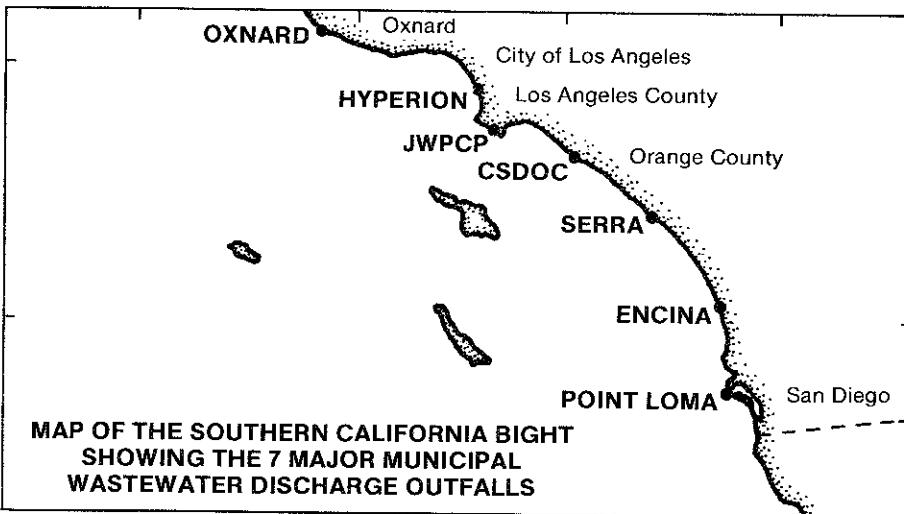 OXNARD
Oxnard
City of Los Angeles
HYPERION
Los Angeles County
JWPCP
CSDOC
Orange County
SERRA
ENCINA
POINT LOMA
San Diego
MAP OF THE SOUTHERN CALIFORNIA BIGHT
SHOWING THE 7 MAJOR MUNICIPAL
WASTEWATER DISCHARGE OUTFALLS